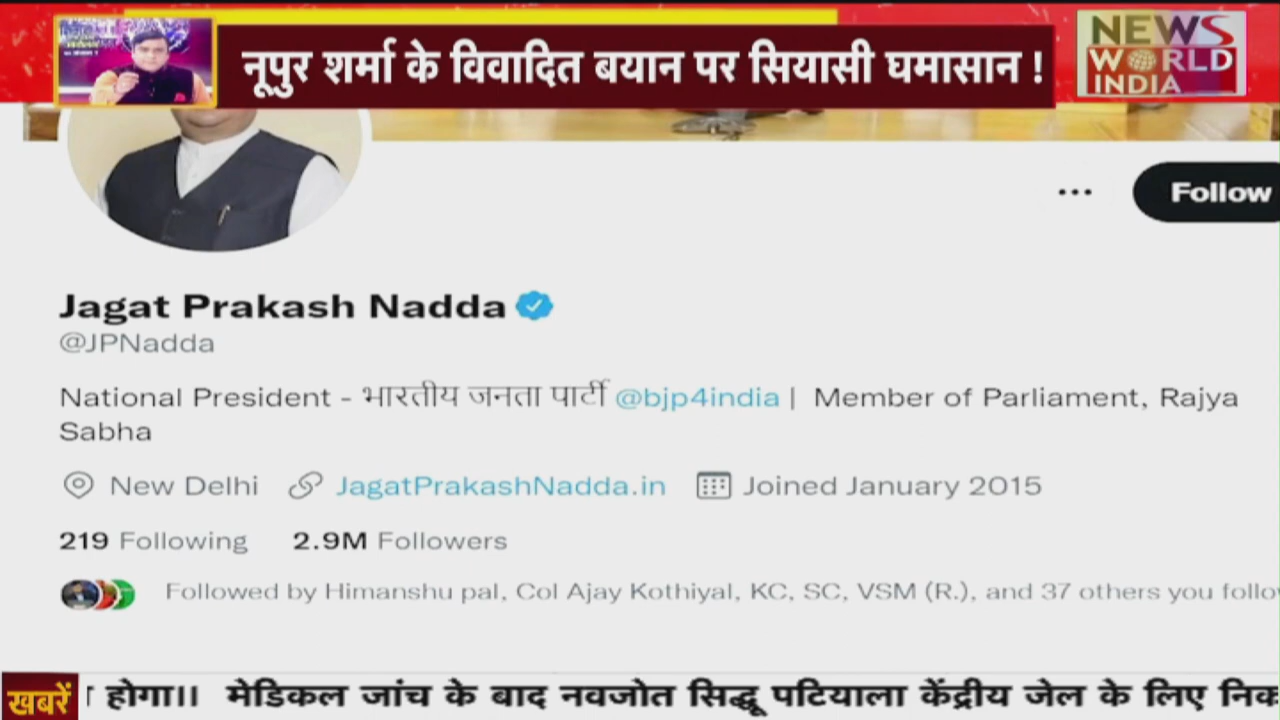 नूपुर शर्मा के विवादित बयान पर सियासी घमासान !
NEWS
WORLD
INDIA
Follow
Jagat Prakash Nadda
@JPNadda
National President - भारतीय जनता पार्टी @bjp4india | Member of Parliament, Rajya
Sabha
New Delhi JagatPrakashNadda.in Joined January 2015
219 Following 2.9M Followers
Followed by Himanshu pal, Col Ajay Kothiyal, KC, SC, VSM (R.), and 37 others you follo
खबरें होगा।। मेडिकल जांच के बाद नवजोत सिद्धू पटियाला केंद्रीय जेल के लिए निक